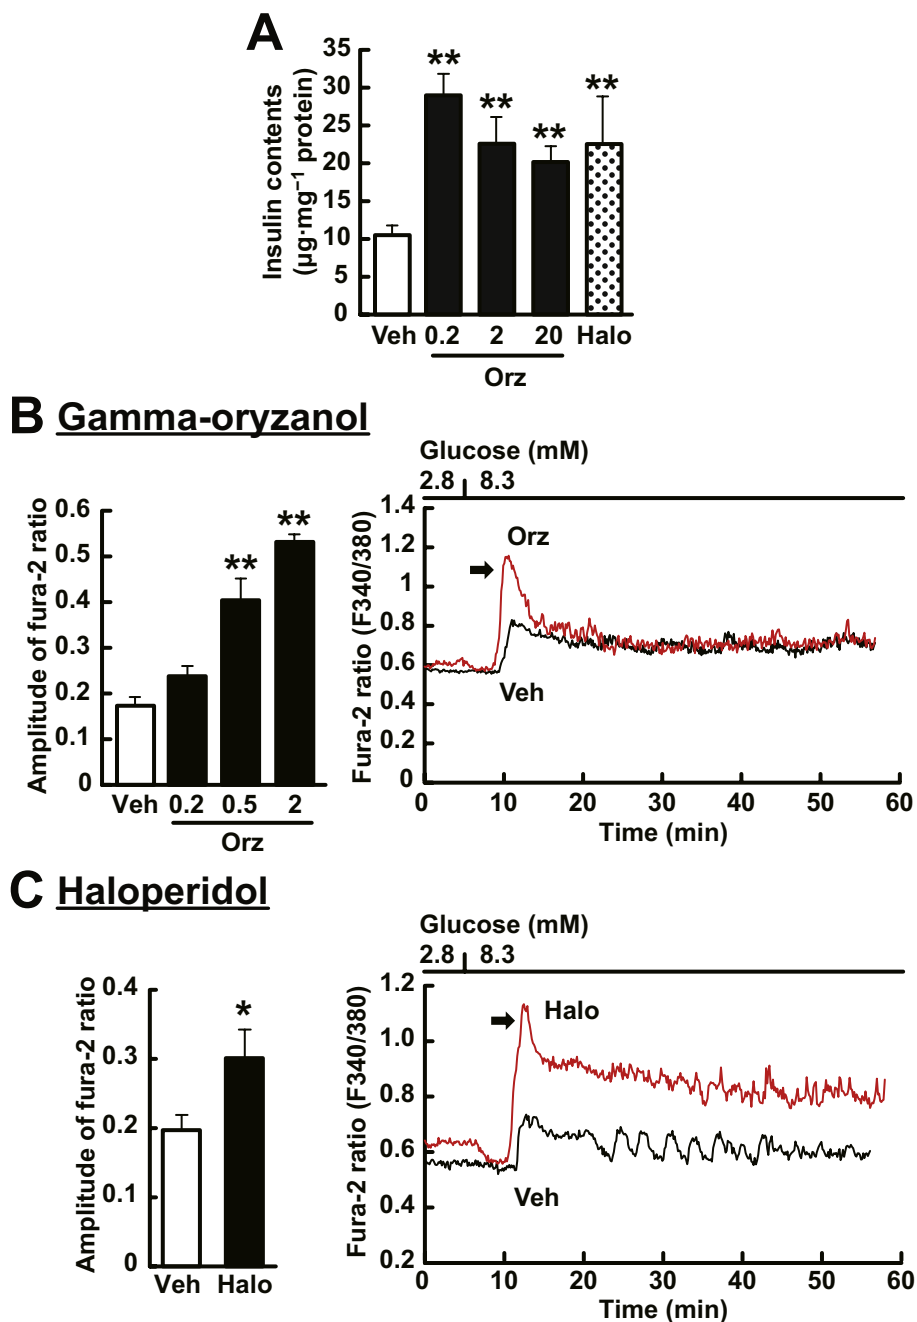 A
Insulin contents
(µg·mg⁻¹ protein)
35
30
25
20
15
10
5
0
**
**
**
**
Veh 0.2 2 20 Halo
Orz
B Gamma-oryzanol
Amplitude of fura-2 ratio
0.6
0.5
0.4
0.3
0.2
0.1
0
**
**
Veh 0.2 0.5 2
Orz
Glucose (mM)
2.8 8.3
Fura-2 ratio (F340/380)
1.4
1.2
1
0.8
0.6
0.4
0.2
0
Orz
Veh
0 10 20 30 40 50 60
Time (min)
C Haloperidol
Amplitude of fura-2 ratio
0.4
0.3
0.2
0.1
0
*
Veh Halo
Glucose (mM)
2.8 8.3
Fura-2 ratio (F340/380)
1.2
1.0
0.8
0.6
0.4
0.2
Halo
Veh
0 10 20 30 40 50 60
Time (min)